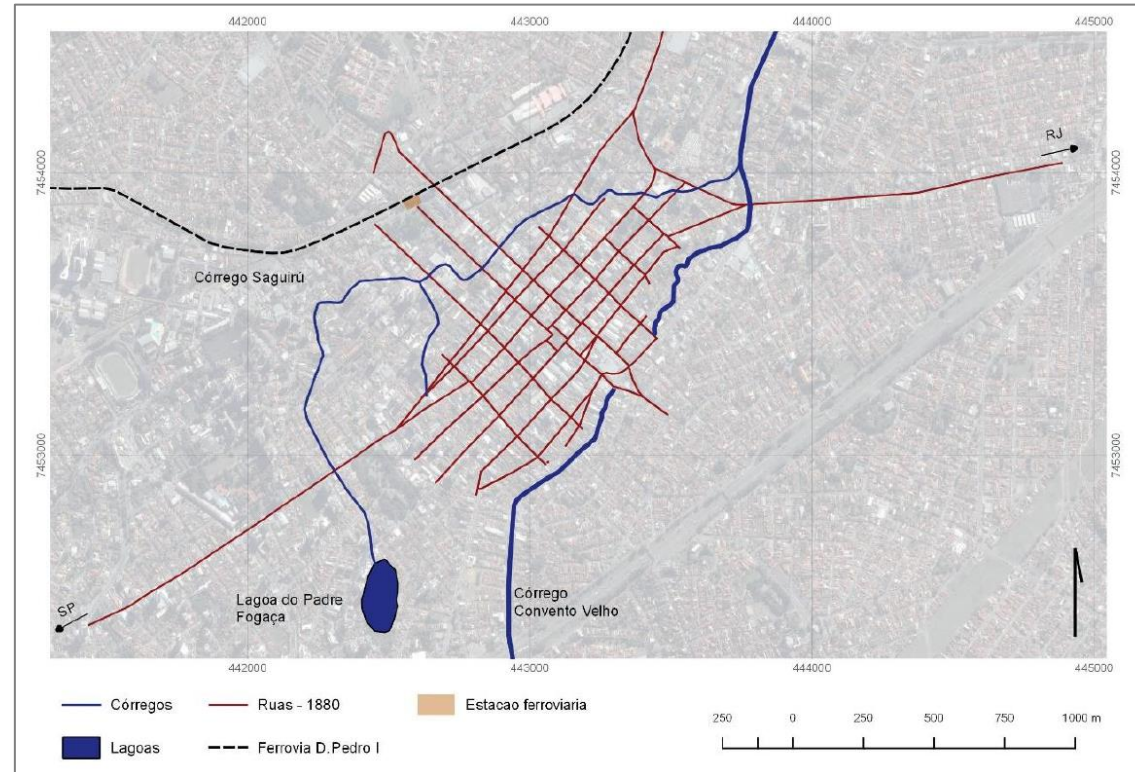 442000 443000 444000 445000
7454000 7454000
RJ
Córrego Saguirú
7453000 7453000
Lagoa do Padre
Fogaça
Córrego
Convento Velho
SP
442000 443000 444000 445000
Córregos Ruas - 1880 Estacao ferroviaria
Lagoas Ferrovia D.Pedro I
250 0 250 500 750 1000 m